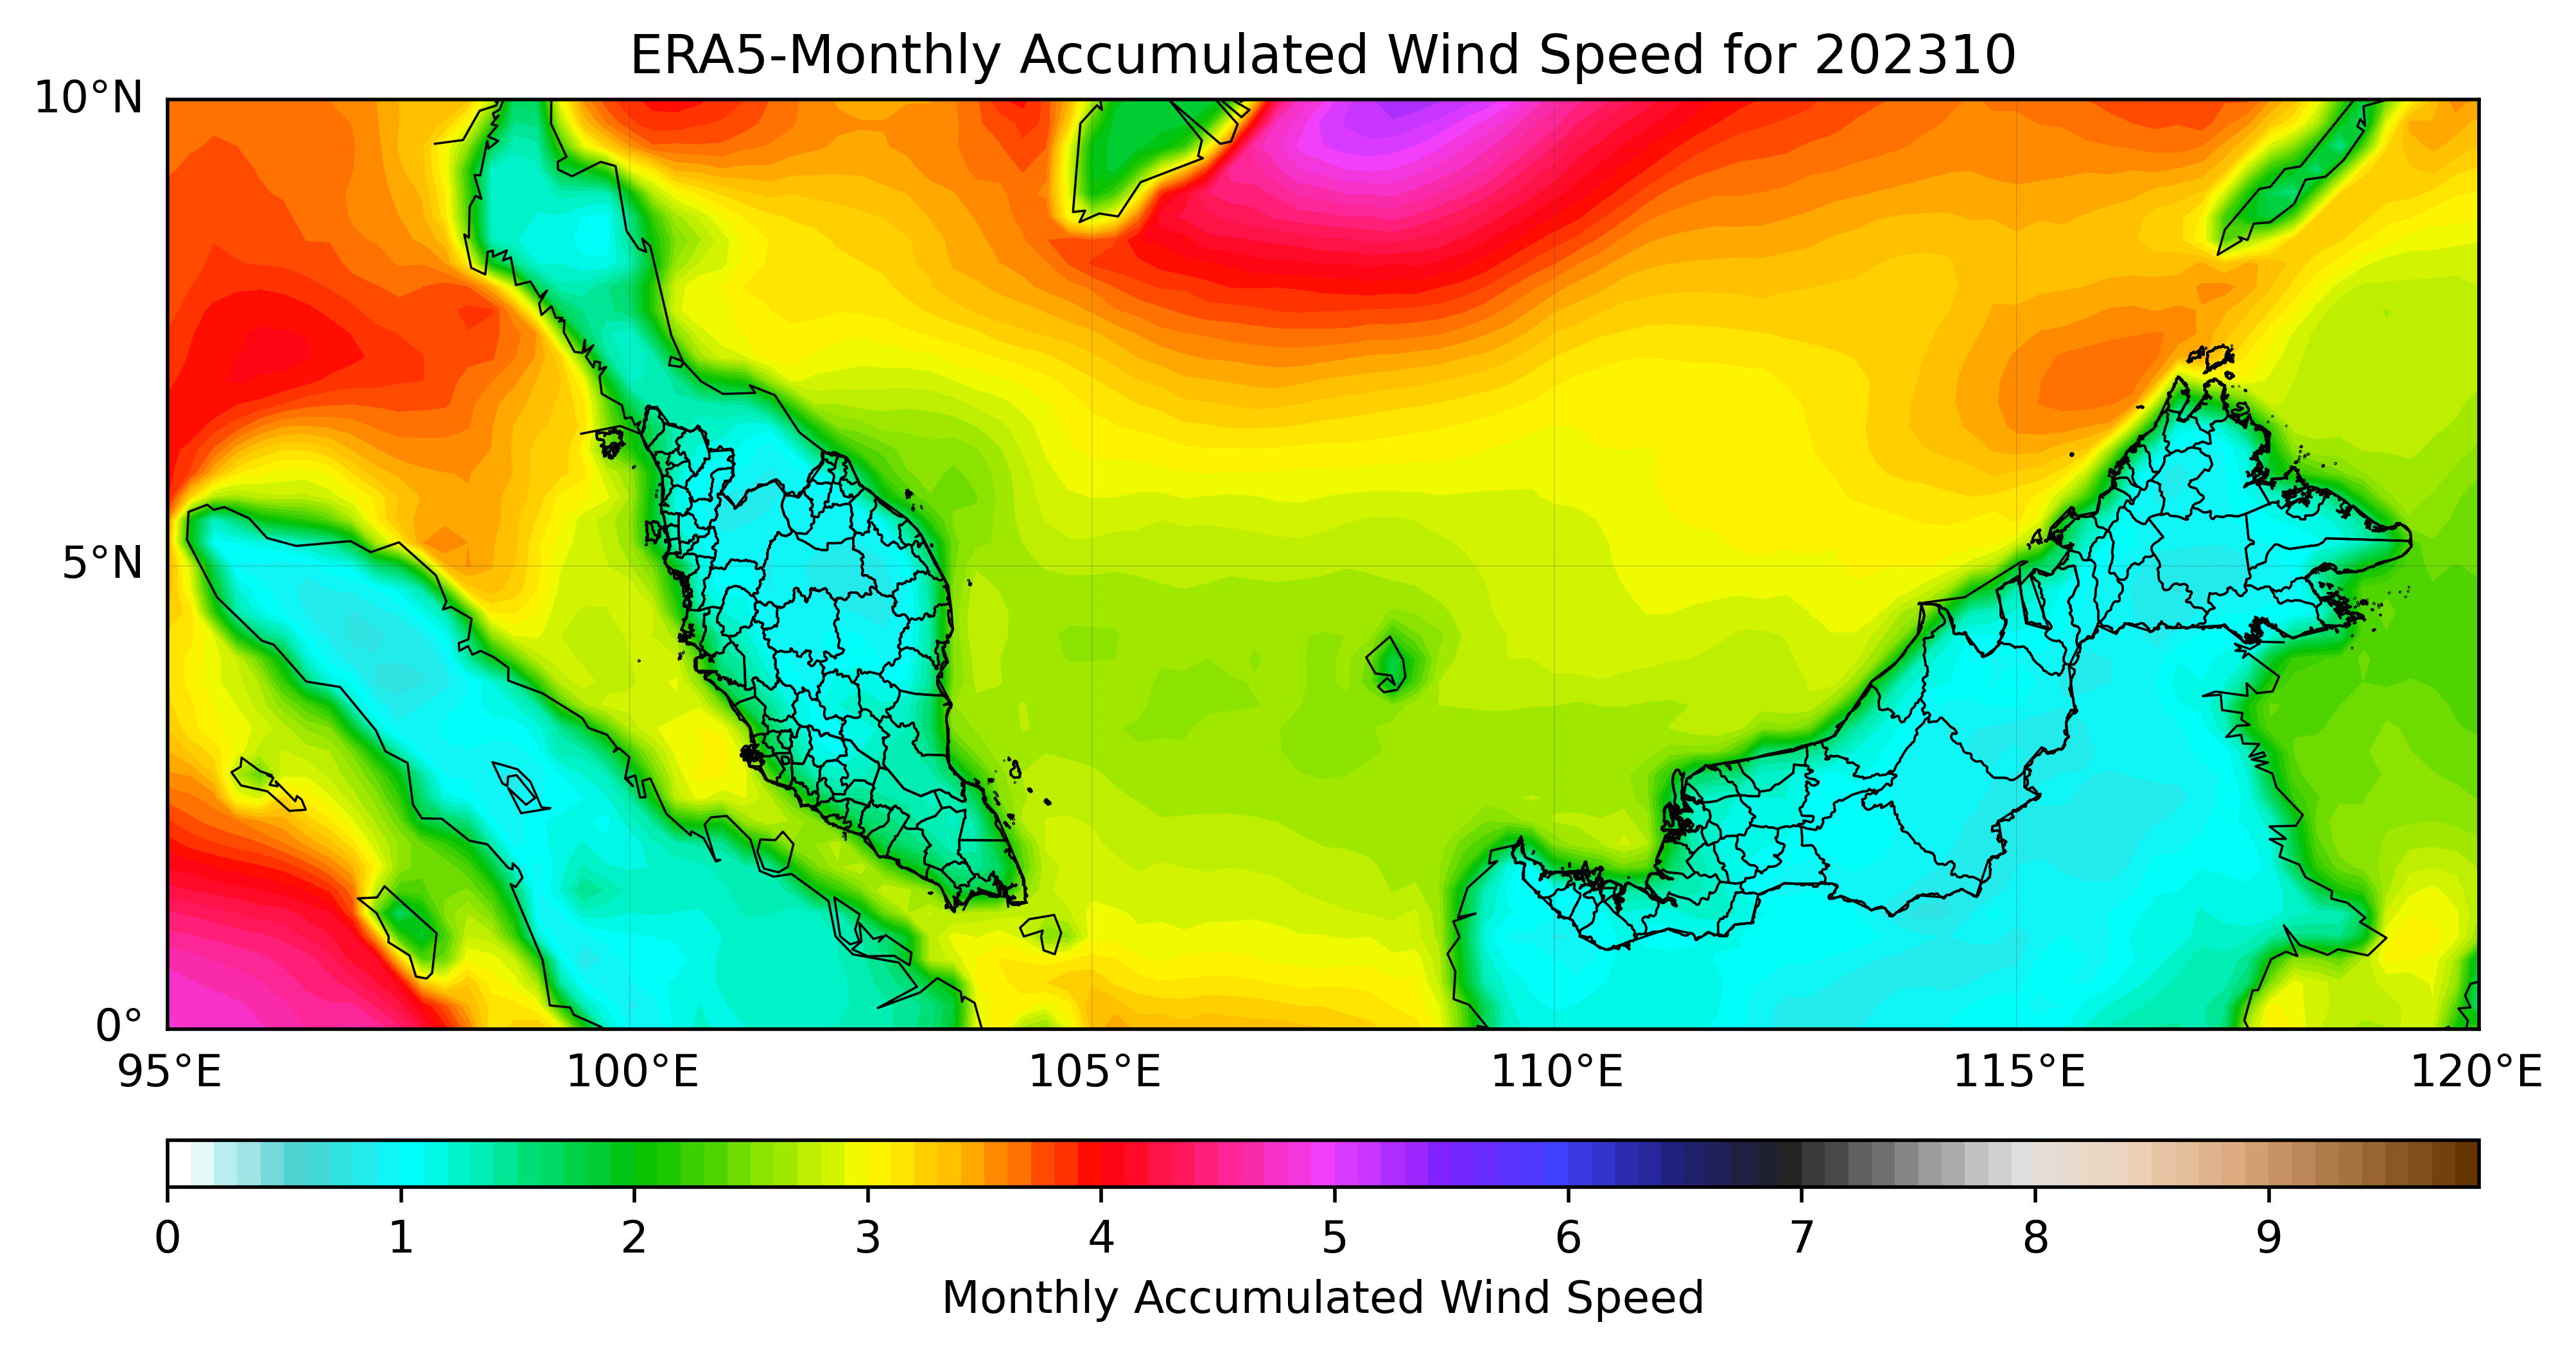 ERA5-Monthly Accumulated Wind Speed for 202310
10°N
5°N
0°
95°E 100°E 105°E 110°E 115°E 120°E
0 1 2 3 4 5 6 7 8 9
Monthly Accumulated Wind Speed